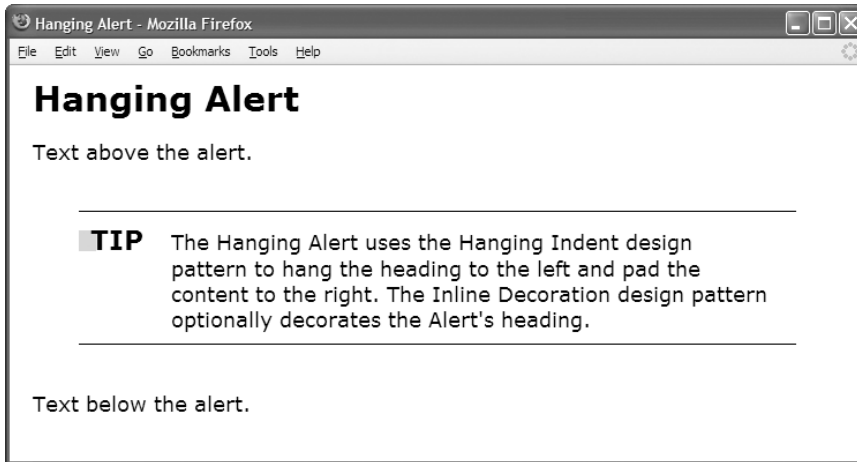 Hanging Alert - Mozilla Firefox
File Edit View Go Bookmarks Tools Help
Hanging Alert
Text above the alert.
TIP The Hanging Alert uses the Hanging Indent design
pattern to hang the heading to the left and pad the
content to the right. The Inline Decoration design pattern
optionally decorates the Alert's heading.
Text below the alert.